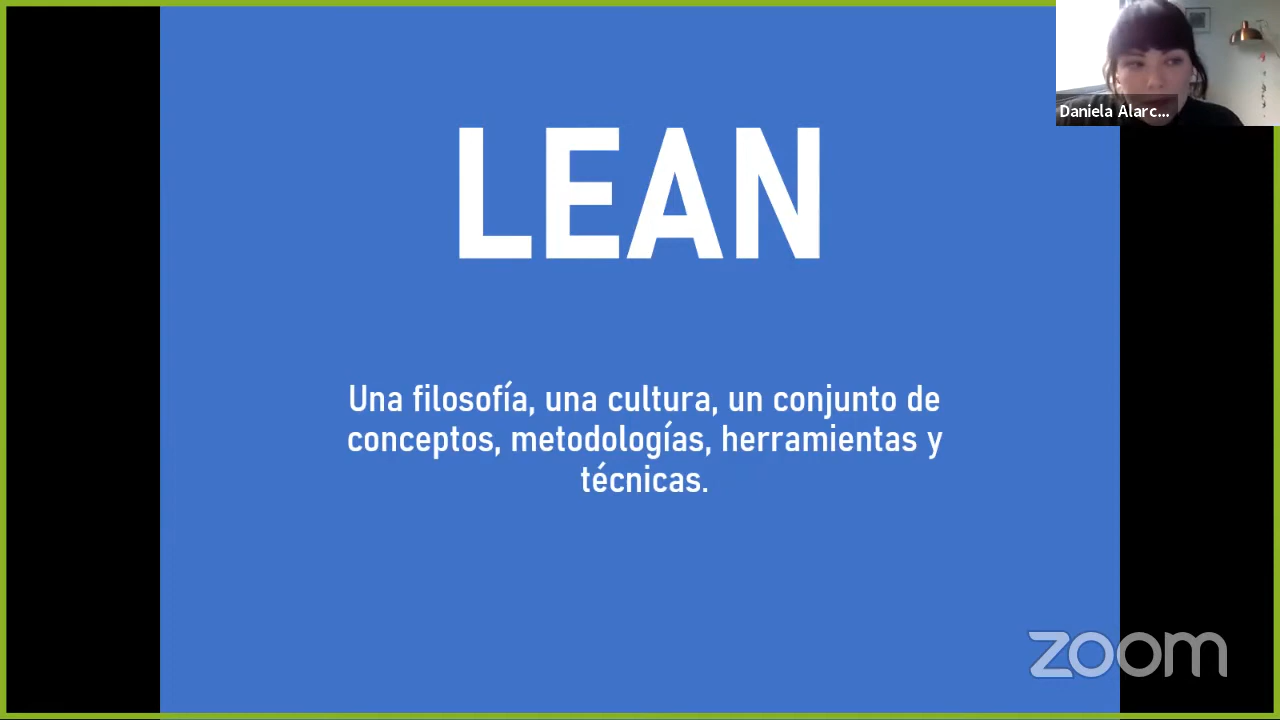 Daniela Alarc...
LEAN
Una filosofía, una cultura, un conjunto de
conceptos, metodologías, herramientas y
técnicas.
zoom